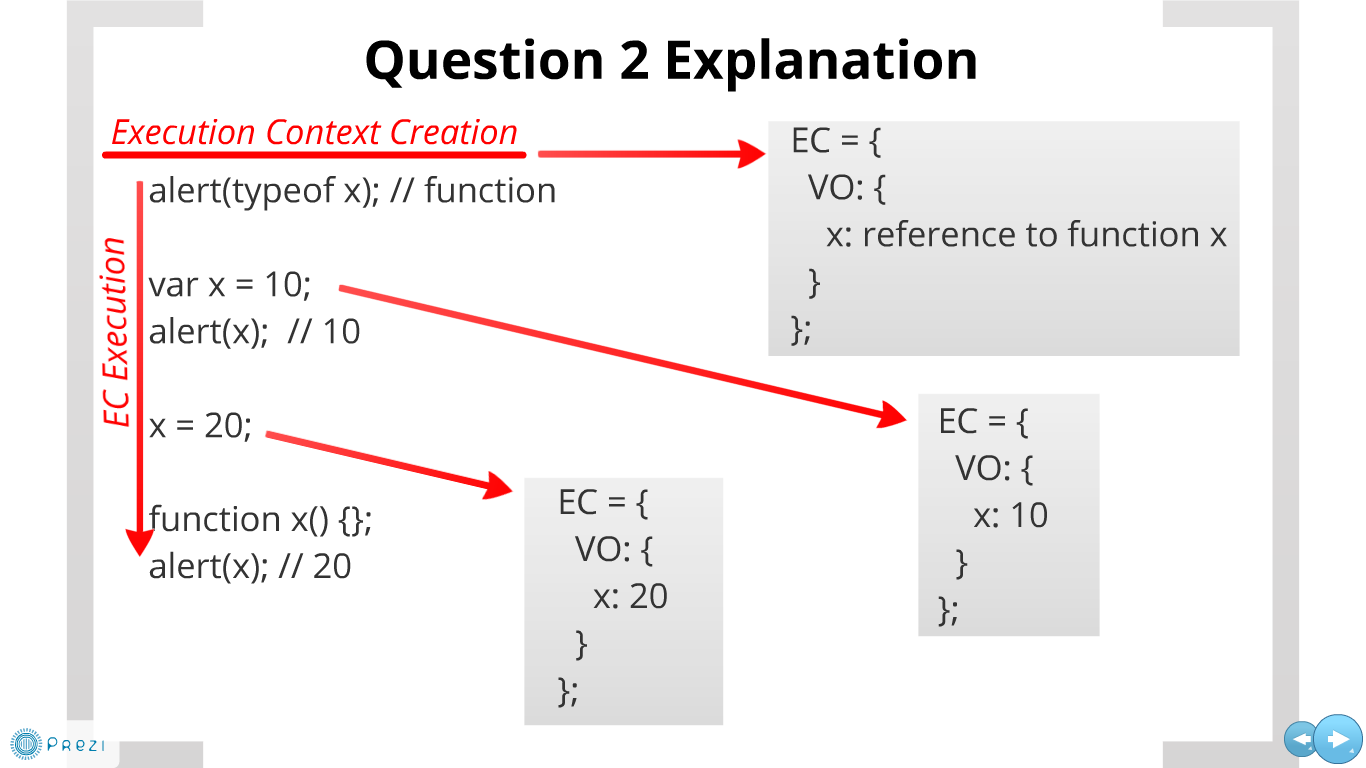 Question 2 Explanation
Execution Context Creation
EC Execution
alert(typeof x); // function
var x = 10;
alert(x);  // 10
x = 20;
function x() {};
alert(x); // 20
EC = {
VO: {
x: reference to function x
}
};
EC = {
VO: {
x: 10
}
};
EC = {
VO: {
x: 20
}
};
PREZI